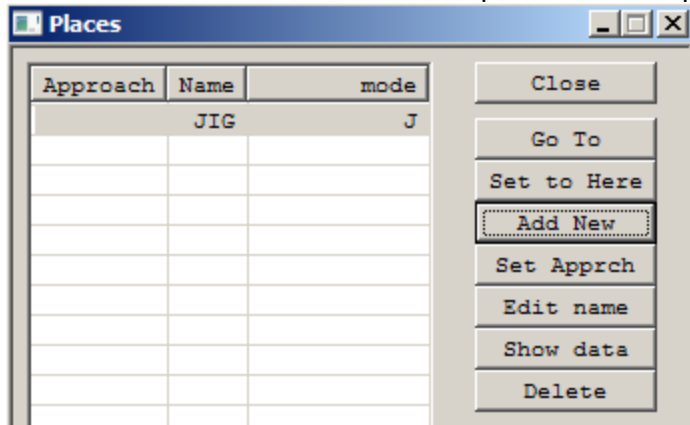 Places
Approach Name mode
JIG J
Close
Go To
Set to Here
Add New
Set Apprch
Edit name
Show data
Delete